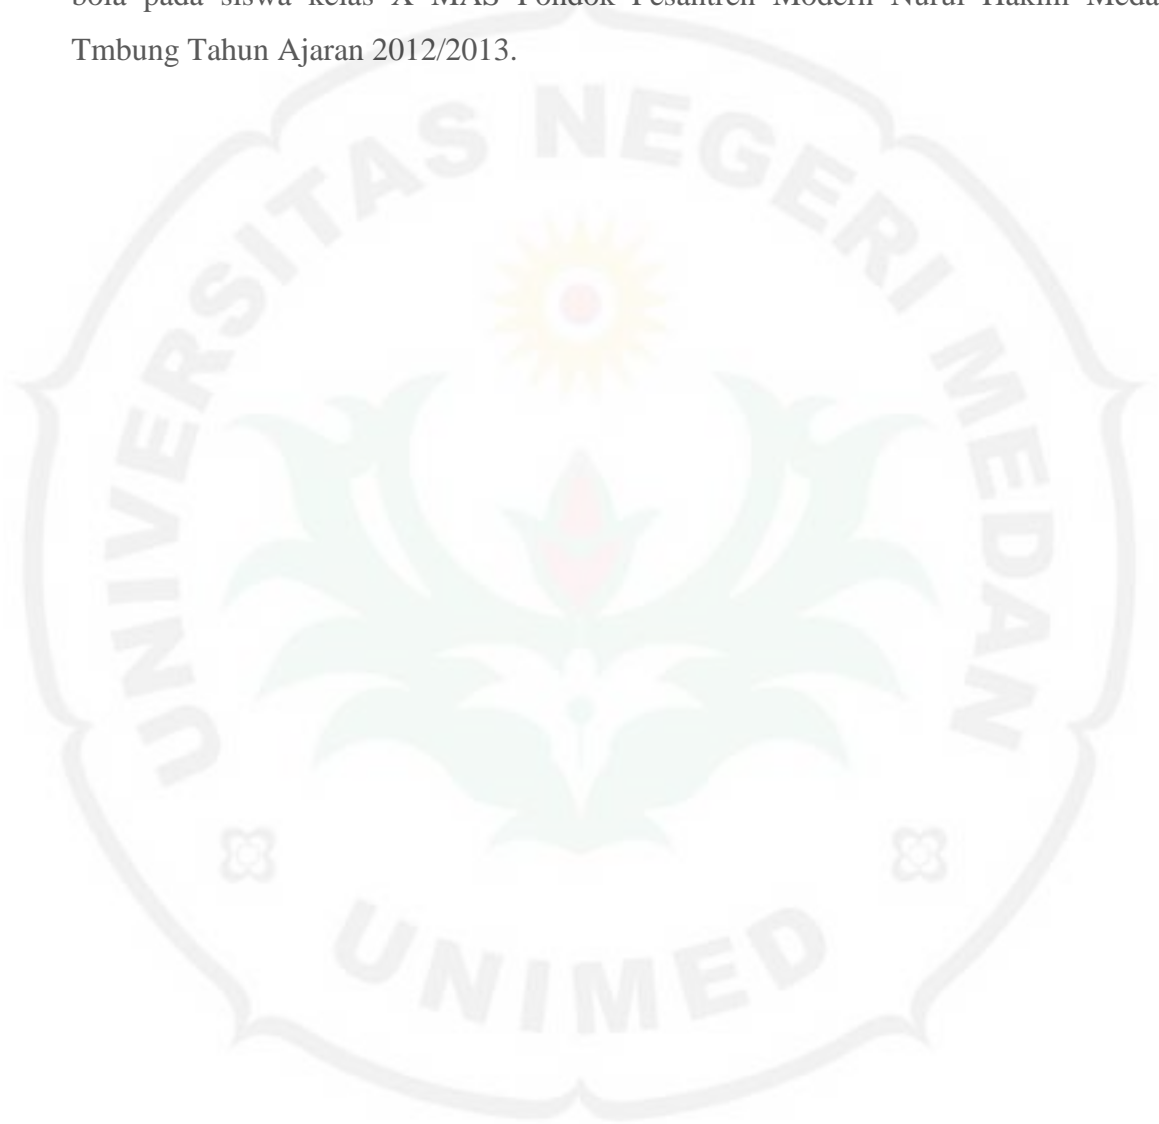 bola pada siswa kelas X MAS Pondok Pesantren Modern Nurul Hakim Meda
Tmbung Tahun Ajaran 2012/2013.
UNIVERSITAS NEGERI MEDAN
UNIMED